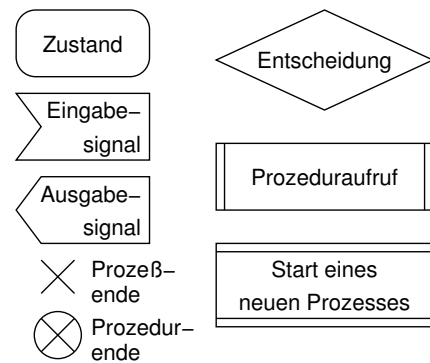 Zustand
Eingabe–
signal
Ausgabe–
signal
Prozeß–
ende
Prozedur–
ende
Entscheidung
Prozeduraufruf
Start eines
neuen Prozesses